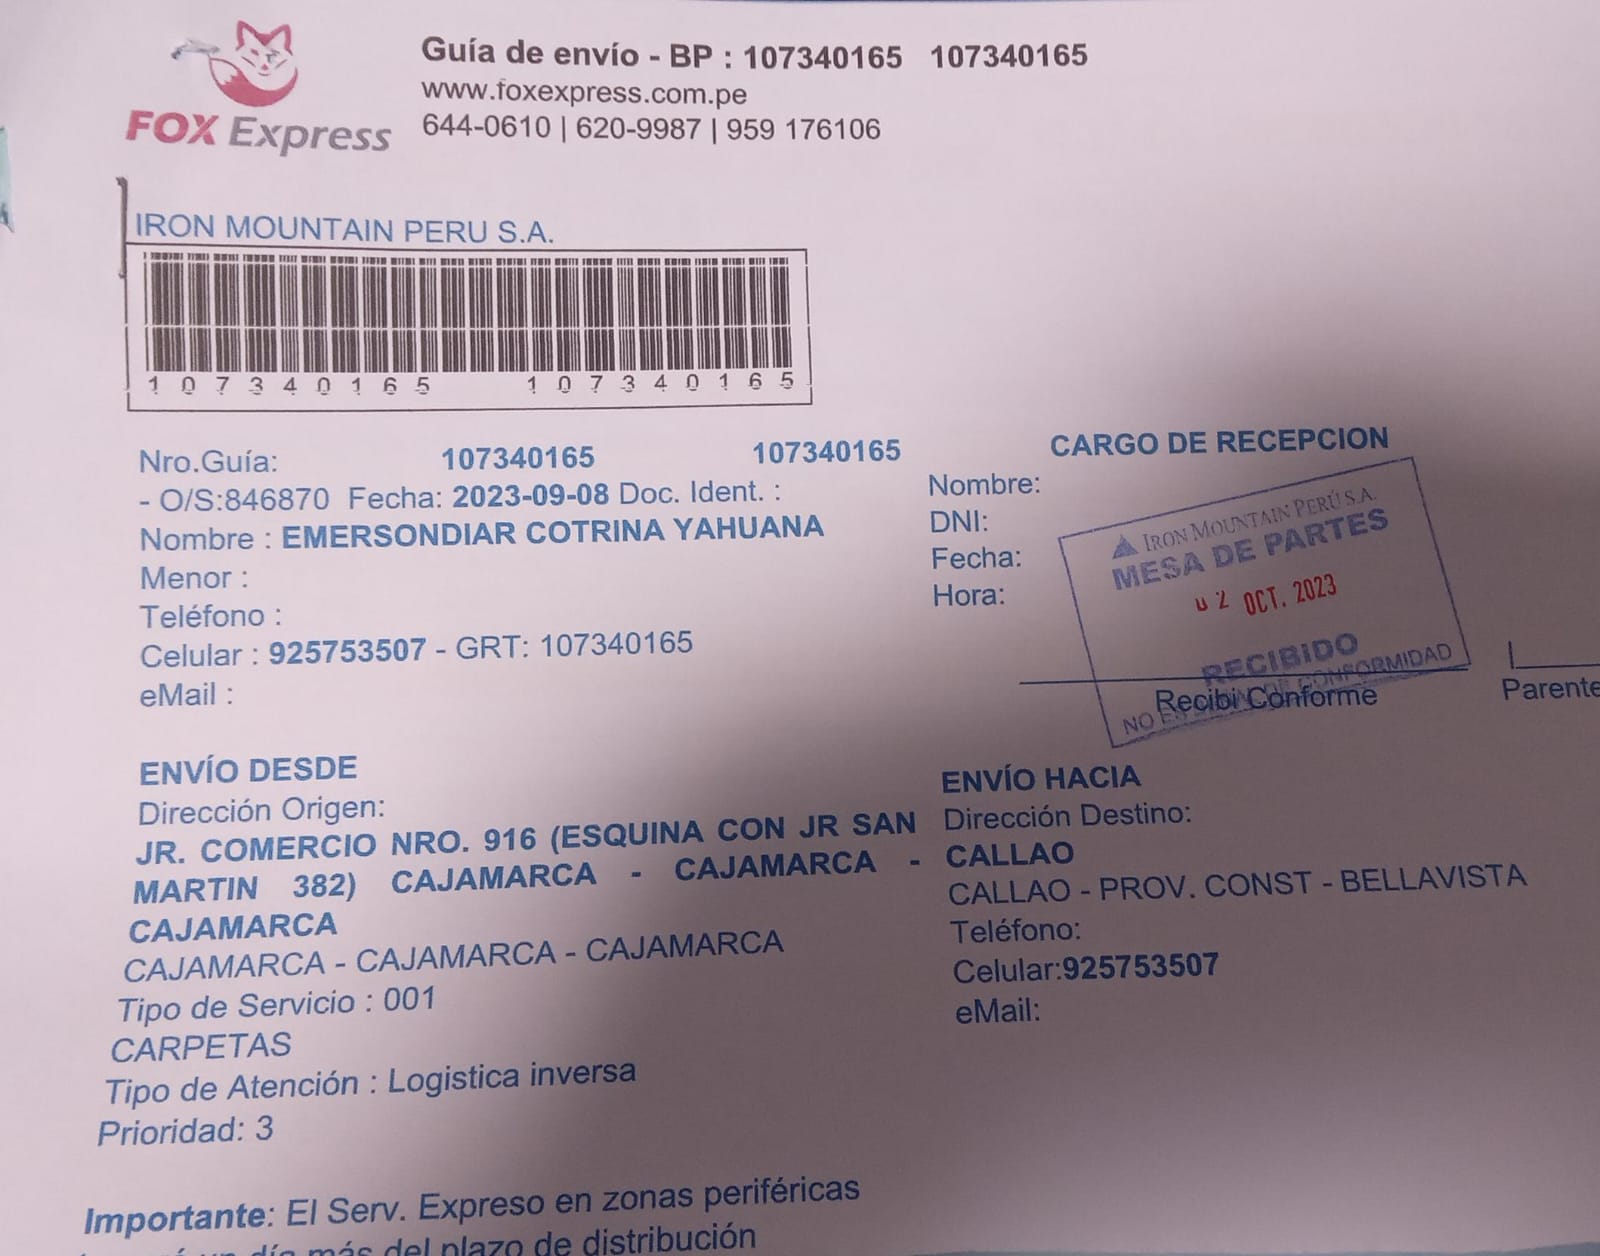 FOX Express
Guía de envío - BP : 107340165 107340165
www.foxexpress.com.pe
644-0610 | 620-9987 | 959 176106
IRON MOUNTAIN PERU S.A.
107340165 107340165
Nro.Guía: 107340165 107340165
- O/S:846870 Fecha: 2023-09-08 Doc. Ident. :
Nombre : EMERSONDIAR COTRINA YAHUANA
Menor :
Teléfono :
Celular : 925753507 - GRT: 107340165
eMail :
CARGO DE RECEPCION
Nombre:
DNI:
Fecha:
Hora:
IRON MOUNTAIN PERÚ S.A.
MESA DE PARTES
02 OCT. 2023
RECIBIDO
NO ES SEÑAL DE CONFORMIDAD
Recibi Conforme
Parente
ENVÍO DESDE
Dirección Origen:
JR. COMERCIO NRO. 916 (ESQUINA CON JR SAN
MARTIN 382) CAJAMARCA - CAJAMARCA -
CAJAMARCA
CAJAMARCA - CAJAMARCA - CAJAMARCA
Tipo de Servicio : 001
CARPETAS
Tipo de Atención : Logistica inversa
Prioridad: 3
ENVÍO HACIA
Dirección Destino:
CALLAO
CALLAO - PROV. CONST - BELLAVISTA
Teléfono:
Celular:925753507
eMail:
Importante: El Serv. Expreso en zonas periféricas
un día más del plazo de distribución